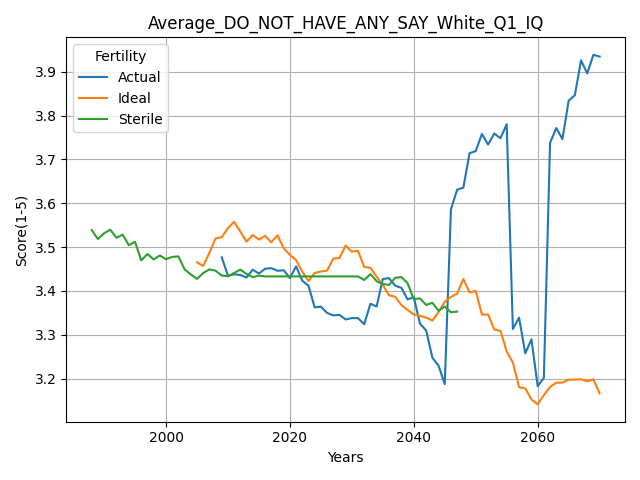 Average_DO_NOT_HAVE_ANY_SAY_White_Q1_IQ
Fertility
Actual
Ideal
Sterile
3.9
3.8
3.7
3.6
3.5
3.4
3.3
3.2
Score(1-5)
2000
2020
2040
2060
Years